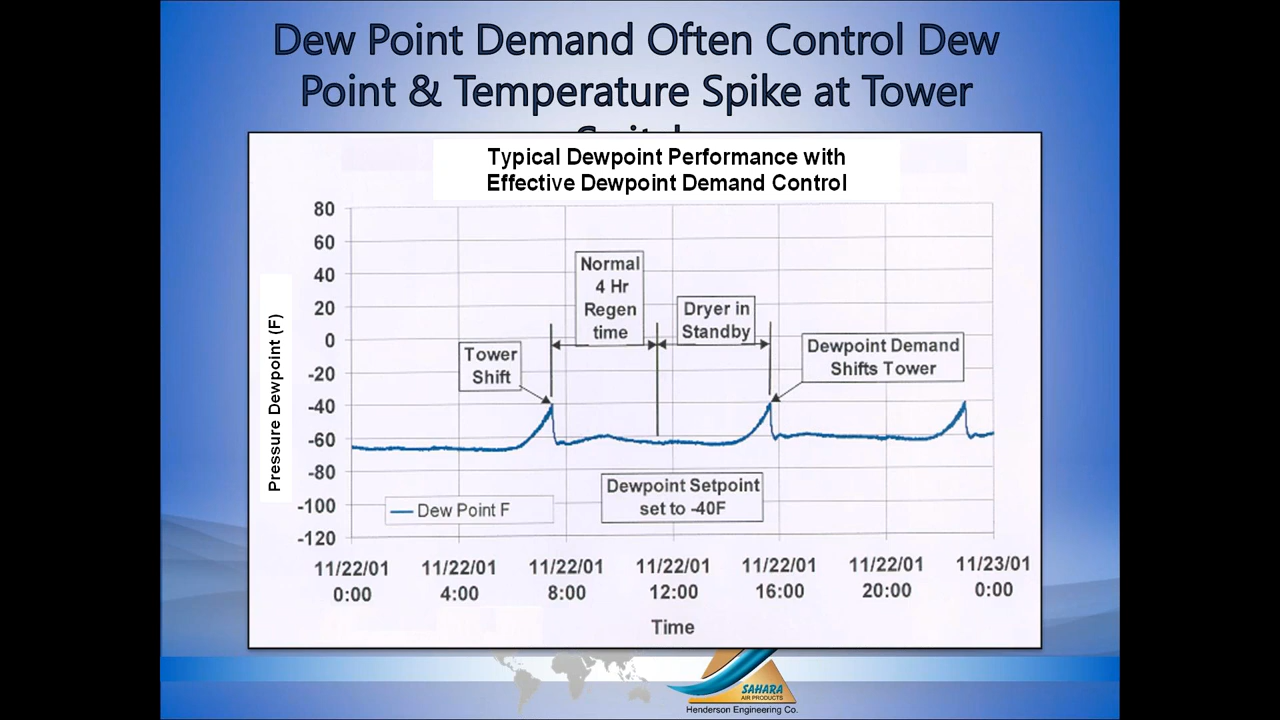 Dew Point Demand Often Control Dew
Point & Temperature Spike at Tower
Typical Dewpoint Performance with
Effective Dewpoint Demand Control
80
60
40
20
0
-20
-40
-60
-80
-100
-120
Pressure Dewpoint (F)
Normal
4 Hr
Regen
time
Dryer in
Standby
Tower
Shift
Dewpoint Demand
Shifts Tower
Dewpoint Setpoint
set to -40F
Dew Point F
11/22/01 11/22/01 11/22/01 11/22/01 11/22/01 11/22/01 11/23/01
0:00 4:00 8:00 12:00 16:00 20:00 0:00
Time
SAHARA
AIR PRODUCTS
Henderson Engineering Co.